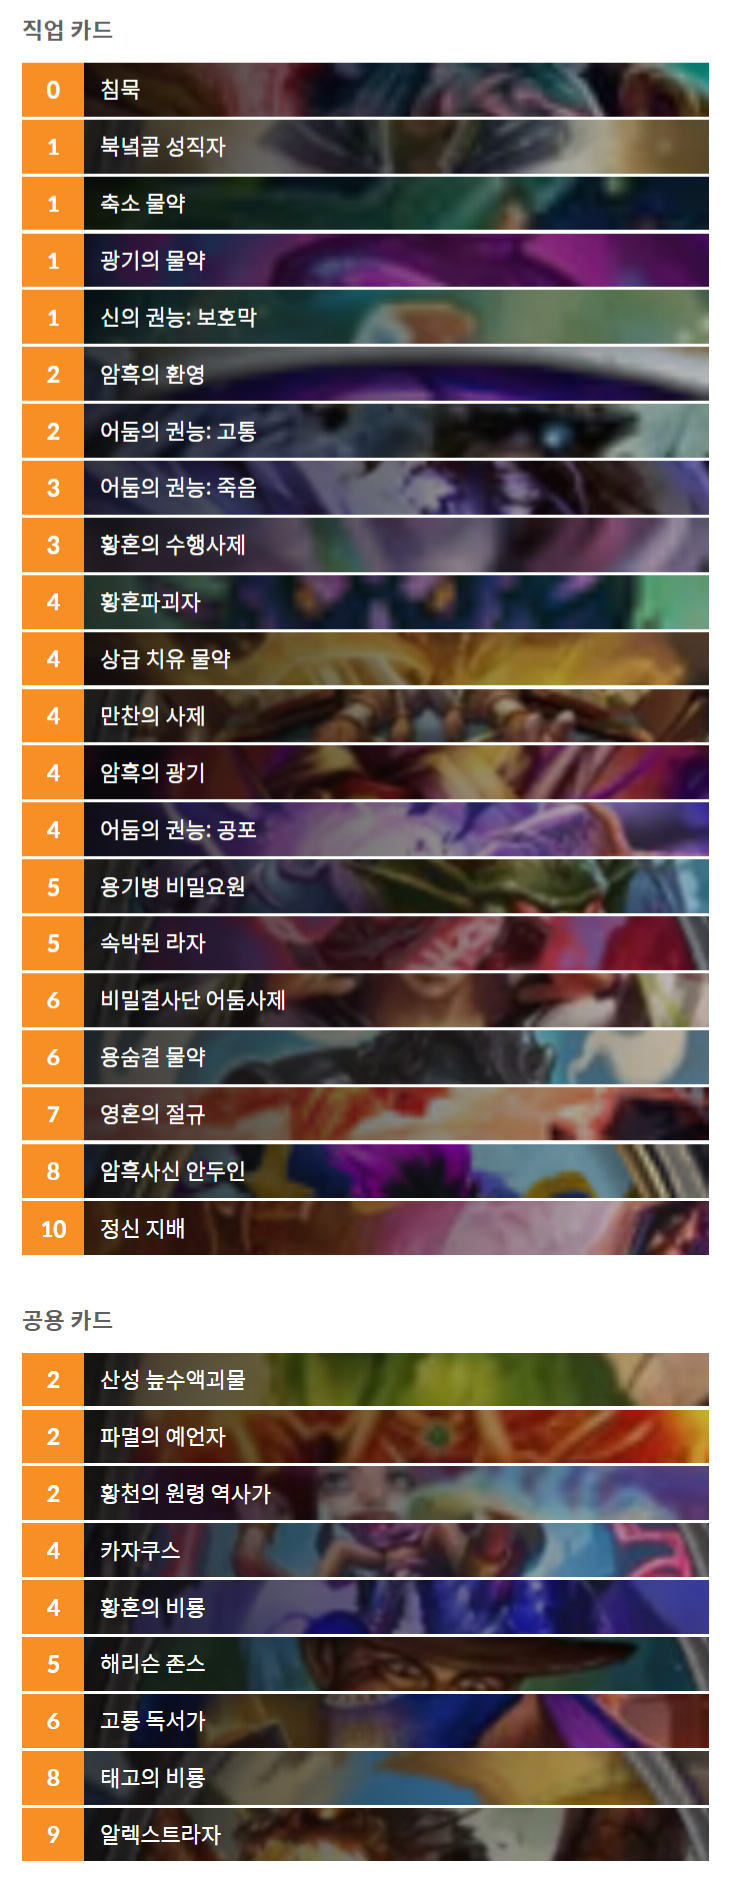 직업 카드
0 침묵
1 북녘골 성직자
1 축소 물약
1 광기의 물약
1 신의 권능: 보호막
2 암흑의 환영
2 어둠의 권능: 고통
3 어둠의 권능: 죽음
3 황혼의 수행사제
4 황혼파괴자
4 상급 치유 물약
4 만찬의 사제
4 암흑의 광기
4 어둠의 권능: 공포
5 용기병 비밀요원
5 속박된 라자
6 비밀결사단 어둠사제
6 용숨결 물약
7 영혼의 절규
8 암흑사신 안두인
10 정신 지배
공용 카드
2 산성 늪수액괴물
2 파멸의 예언자
2 황천의 원령 역사가
4 카자쿠스
4 황혼의 비룡
5 해리슨 존스
6 고룡 독서가
8 태고의 비룡
9 알렉스트라자